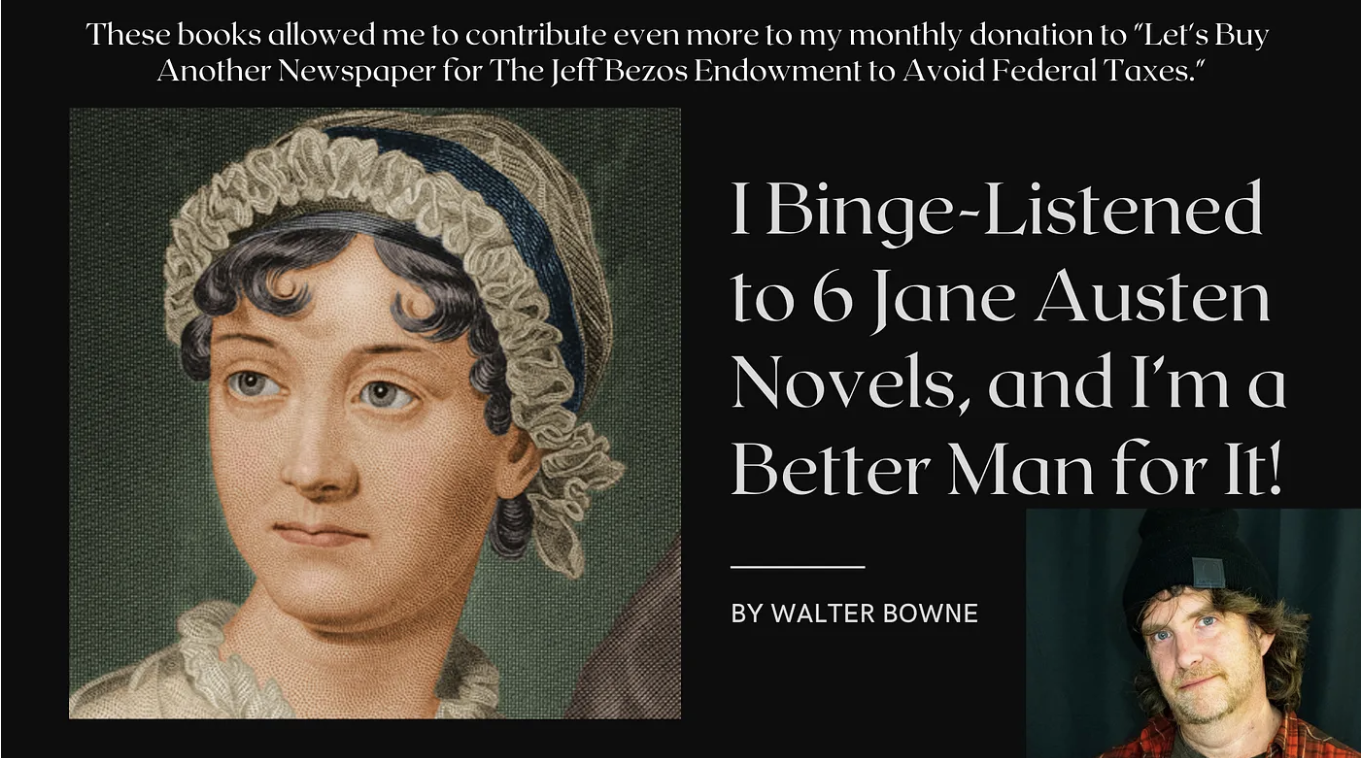 These books allowed me to contribute even more to my monthly donation to "Let's Buy
Another Newspaper for The Jeff Bezos Endowment to Avoid Federal Taxes."
I Binge-Listened
to 6 Jane Austen
Novels, and I'm a
Better Man for It!
BY WALTER BOWNE